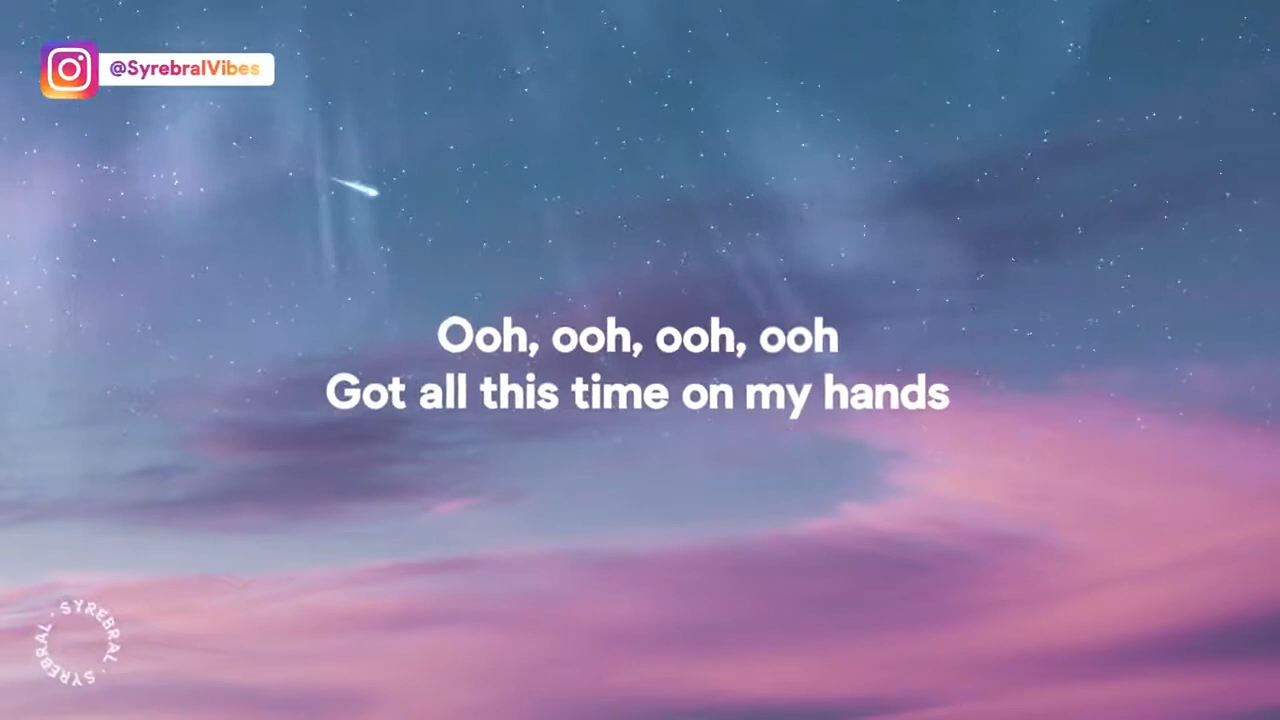 @SyrebralVibes
Ooh, ooh, ooh, ooh
Got all this time on my hands
SYREBRAL · SYREBRAL ·